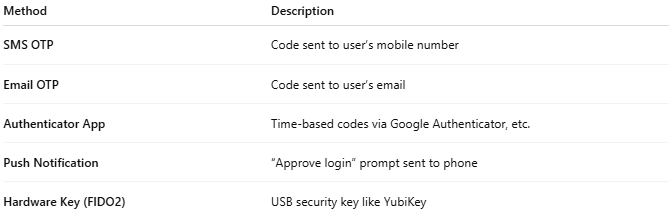 Method Description
SMS OTP Code sent to user's mobile number
Email OTP Code sent to user's email
Authenticator App Time-based codes via Google Authenticator, etc.
Push Notification “Approve login” prompt sent to phone
Hardware Key (FIDO2) USB security key like YubiKey